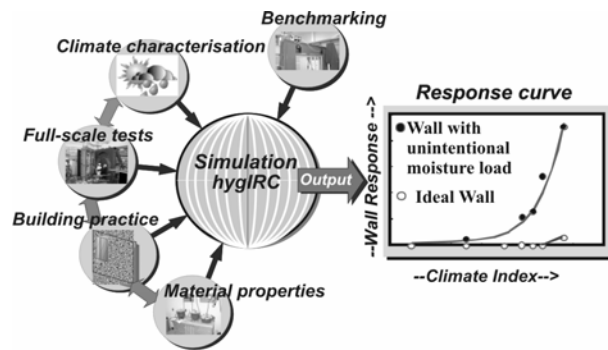 Benchmarking
Climate characterisation
Full-scale tests
Building practice
Material properties
Simulation
hygIRC
Output
Response curve
Wall with
unintentional
moisture load
Ideal Wall
--Wall Response -->
--Climate Index-->